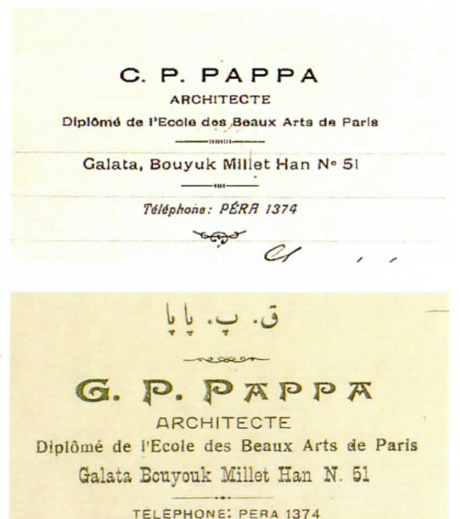 C. P. PAPPA
ARCHITECTE
Diplômé de l'Ecole des Beaux Arts de Paris
Galata, Bouyuk Millet Han Nº 51
Téléphone: PÉRA 1374
ق. پ. پاپا
G. P. PAPPA
ARCHITECTE
Diplômé de l'Ecole des Beaux Arts de Paris
Galata Bouyouk Millet Han N. 51
TELEPHONE: PERA 1374